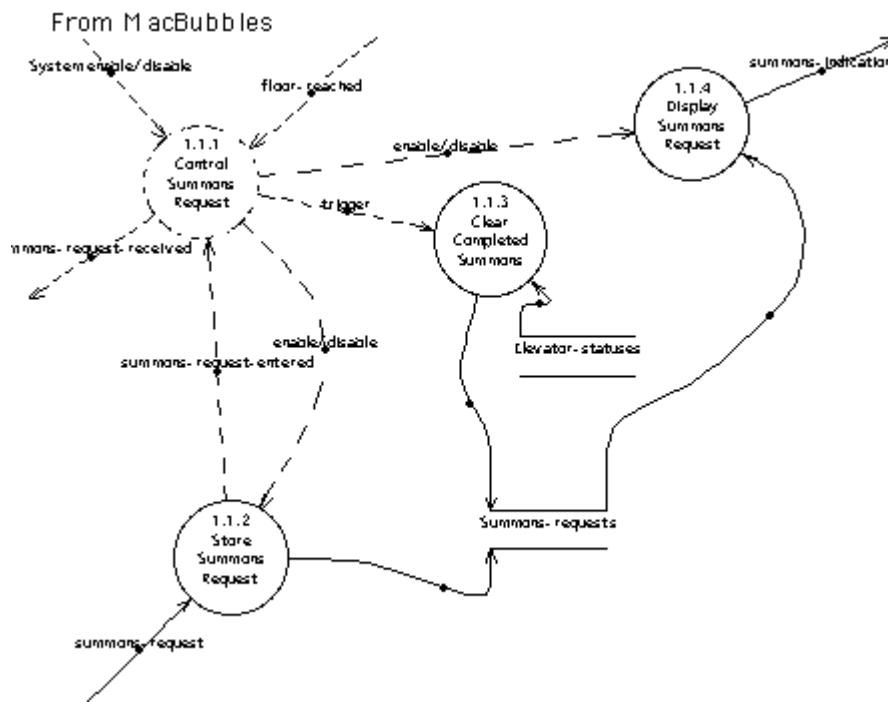 From MacBubbles
System enable/disable
floor-reached
summons-indication
1.1.4
Display
Summons
Request
1.1.1
Control
Summons
Request
enable/disable
trigger
1.1.3
Clear
Completed
Summons
mmons-request-received
enable/disable
Elevator-statuses
summons-request-entered
Summons-requests
1.1.2
Store
Summons
Request
summons-request